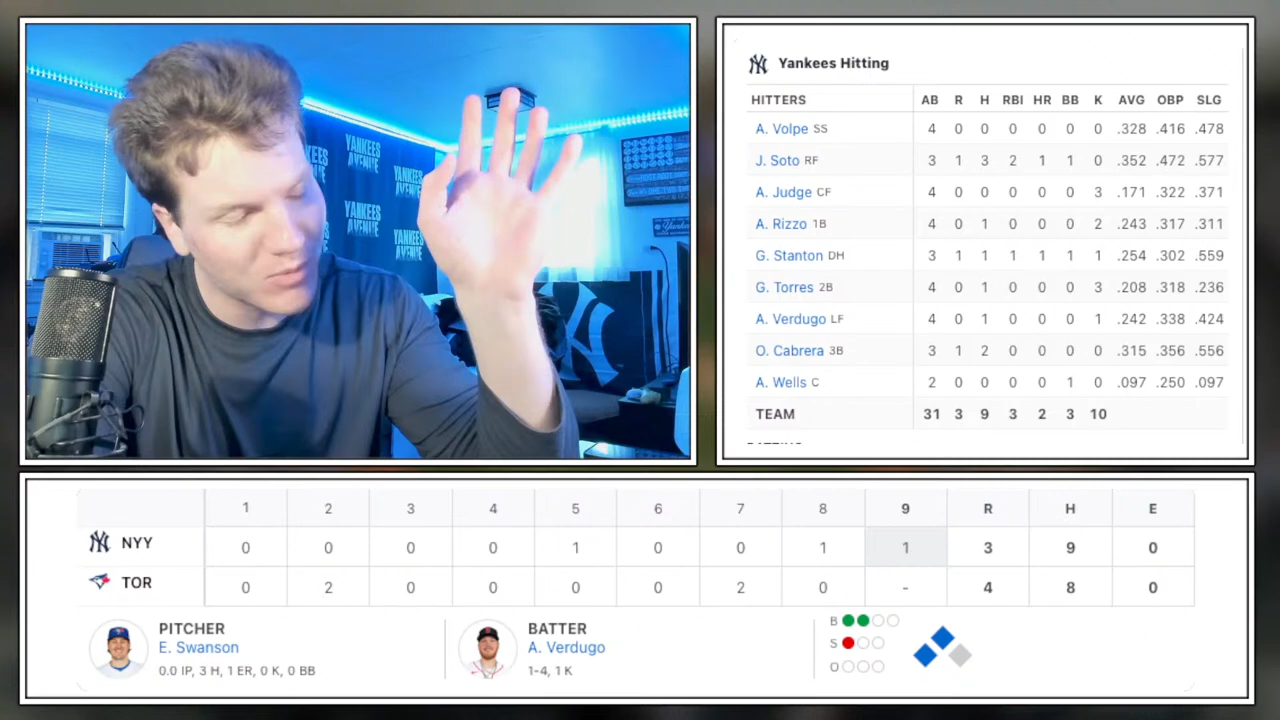 YANKEES
AVENUE
YANKEES
AVENUE
YANKEES
AVENUE
YANKEES
AVENUE
Yankees Hitting
HITTERS AB R H RBI HR BB K AVG OBP SLG
A. Volpe SS 4 0 0 0 0 0 0 .328 .416 .478
J. Soto RF 3 1 3 2 1 1 0 .352 .472 .577
A. Judge CF 4 0 0 0 0 0 3 .171 .322 .371
A. Rizzo 1B 4 0 1 0 0 0 2 .243 .317 .311
G. Stanton DH 3 1 1 1 1 1 1 .254 .302 .559
G. Torres 2B 4 0 1 0 0 0 3 .208 .318 .236
A. Verdugo LF 4 0 1 0 0 0 1 .242 .338 .424
O. Cabrera 3B 3 1 2 0 0 0 0 .315 .356 .556
A. Wells C 2 0 0 0 0 1 0 .097 .250 .097
TEAM 31 3 9 3 2 3 10
1 2 3 4 5 6 7 8 9 R H E
NYY 0 0 0 0 1 0 0 1 1 3 9 0
TOR 0 2 0 0 0 0 2 0 - 4 8 0
PITCHER
E. Swanson
0.0 IP, 3 H, 1 ER, 0 K, 0 BB
BATTER
A. Verdugo
1-4, 1 K
B
S
O